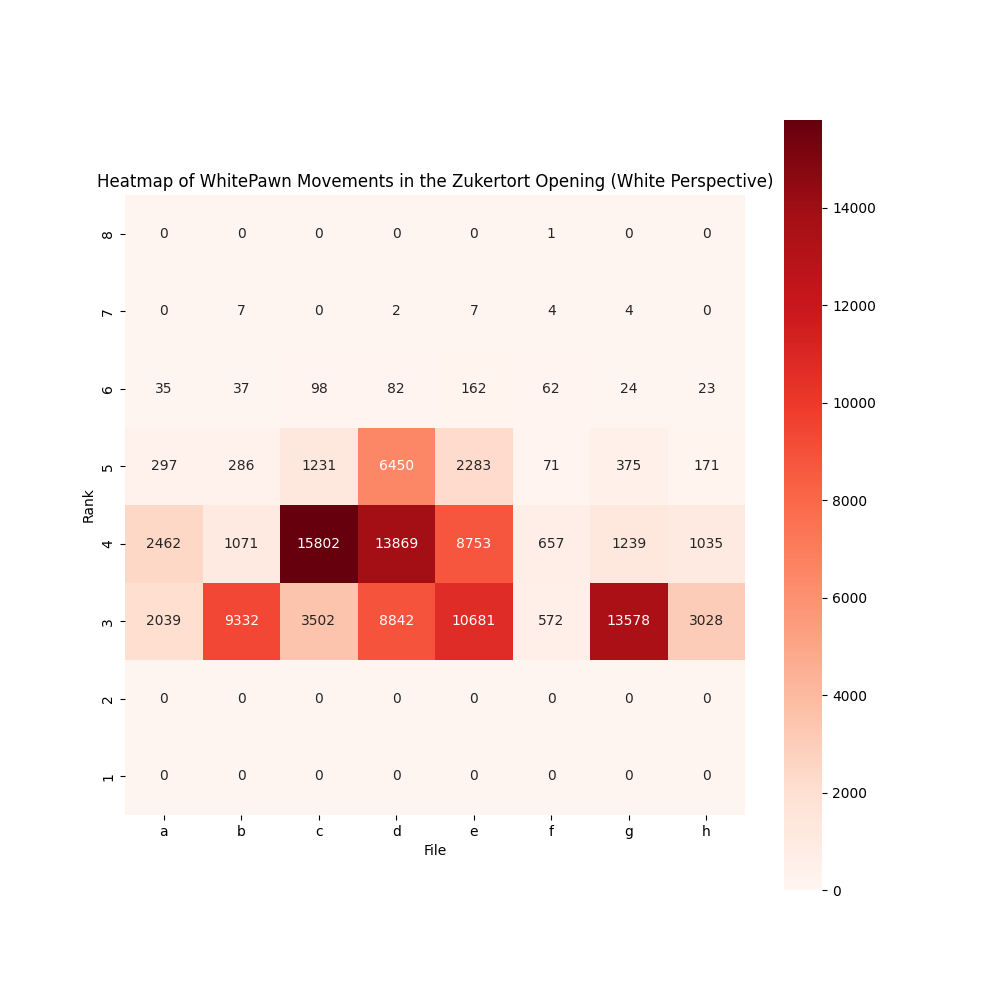 Heatmap of WhitePawn Movements in the Zukertort Opening (White Perspective)
8 0 0 0 0 0 1 0 0
7 0 7 0 2 7 4 4 0
6 35 37 98 82 162 62 24 23
5 297 286 1231 6450 2283 71 375 171
Rank
4 2462 1071 15802 13869 8753 657 1239 1035
3 2039 9332 3502 8842 10681 572 13578 3028
2 0 0 0 0 0 0 0 0
1 0 0 0 0 0 0 0 0
a b c d e f g h
File
14000
12000
10000
8000
6000
4000
2000
0